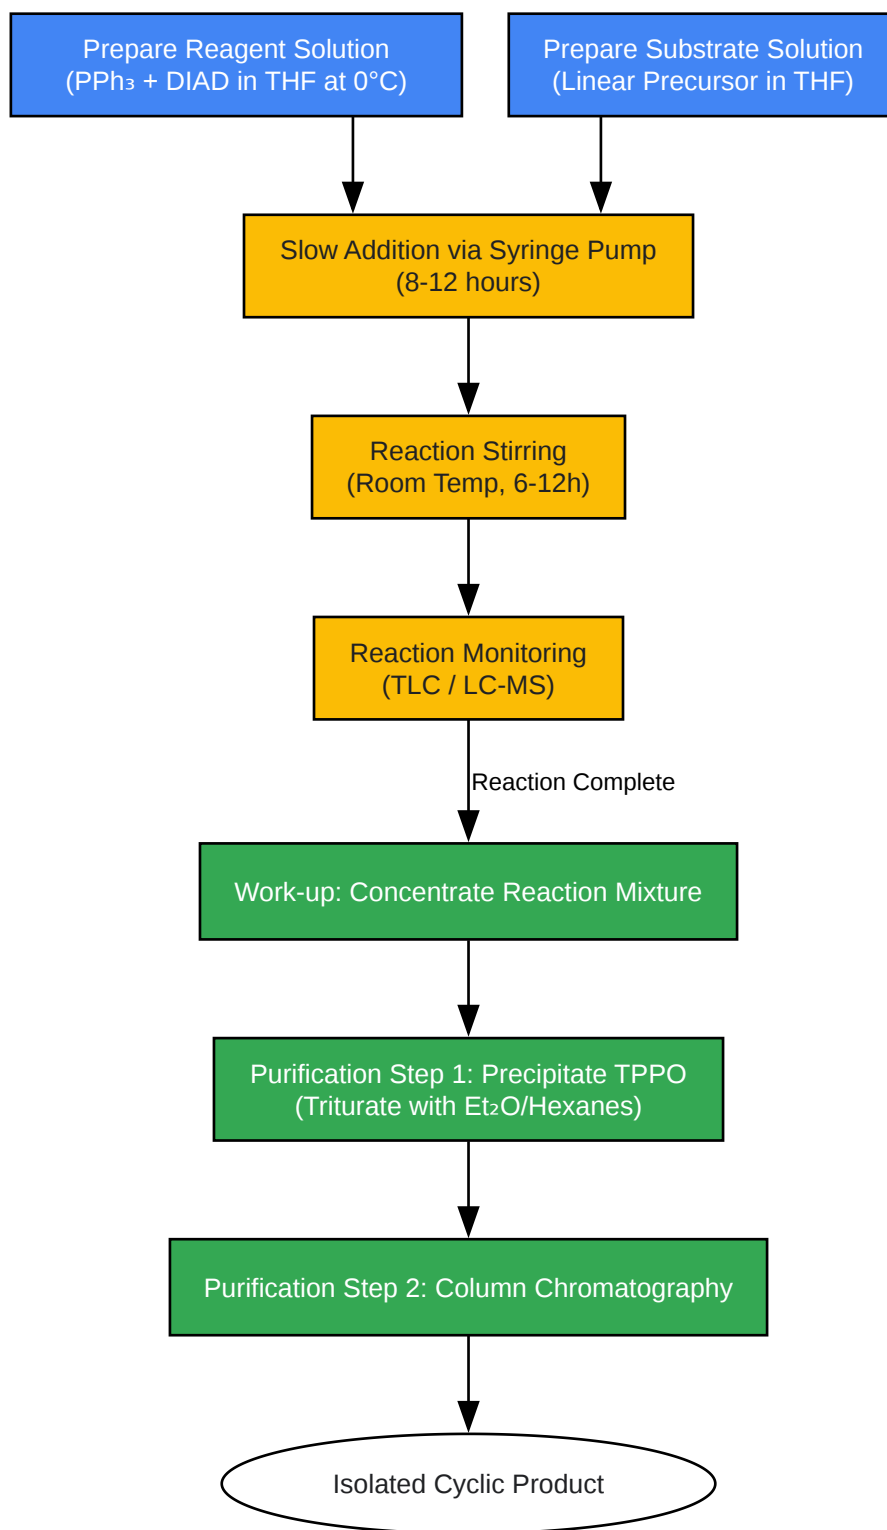 Prepare Reagent Solution
(PPh₃ + DIAD in THF at 0°C)
Prepare Substrate Solution
(Linear Precursor in THF)
Slow Addition via Syringe Pump
(8-12 hours)
Reaction Stirring
(Room Temp, 6-12h)
Reaction Monitoring
(TLC / LC-MS)
Reaction Complete
Work-up: Concentrate Reaction Mixture
Purification Step 1: Precipitate TPPO
(Triturate with Et₂O/Hexanes)
Purification Step 2: Column Chromatography
Isolated Cyclic Product